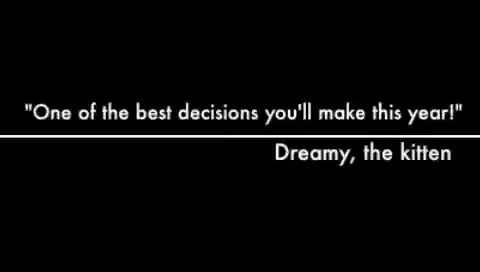 "One of the best decisions you'll make this year!"
Dreamy, the kitten